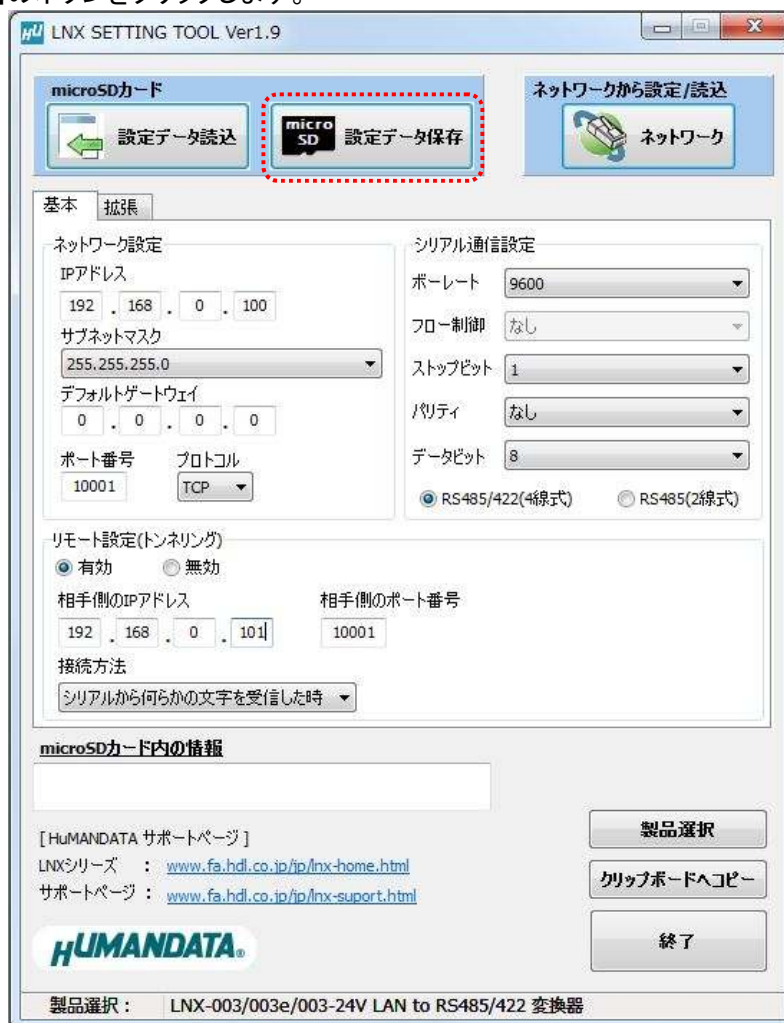 のボタンをクリックします。
LNX SETTING TOOL Ver1.9
microSDカード
設定データ読込
micro SD 設定データ保存
ネットワークから設定/読込
ネットワーク
基本 拡張
ネットワーク設定
IPアドレス
192 . 168 . 0 . 100
サブネットマスク
255.255.255.0
デフォルトゲートウェイ
0 . 0 . 0 . 0
ポート番号 プロトコル
10001 TCP
シリアル通信設定
ボーレート 9600
フロー制御 なし
ストップビット 1
パリティ なし
データビット 8
RS485/422(4線式) RS485(2線式)
リモート設定(トンネリング)
有効 無効
相手側のIPアドレス 相手側のポート番号
192 . 168 . 0 . 101 10001
接続方法
シリアルから何らかの文字を受信した時
microSDカード内の情報
[ HuMANDATA サポートページ ]
LNXシリーズ : www.fa.hdl.co.jp/jp/lnx-home.html
サポートページ : www.fa.hdl.co.jp/jp/lnx-suport.html
HUMANDATA®
製品選択
クリップボードへコピー
終了
製品選択 : LNX-003/003e/003-24V LAN to RS485/422 変換器